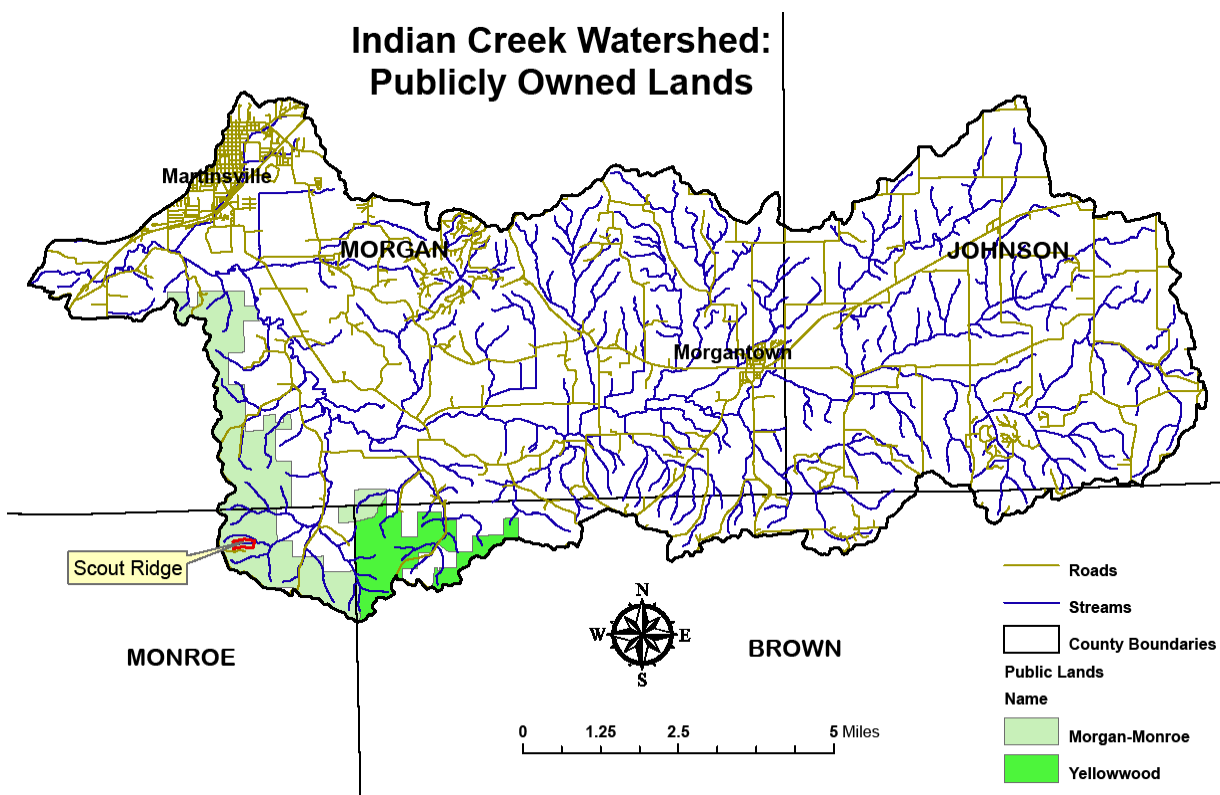 Indian Creek Watershed:
Publicly Owned Lands
Martinsville
MORGAN
JOHNSON
Morgantown
Scout Ridge
MONROE
BROWN
N
W E
S
0 1.25 2.5 5 Miles
Roads
Streams
County Boundaries
Public Lands
Name
Morgan-Monroe
Yellowwood